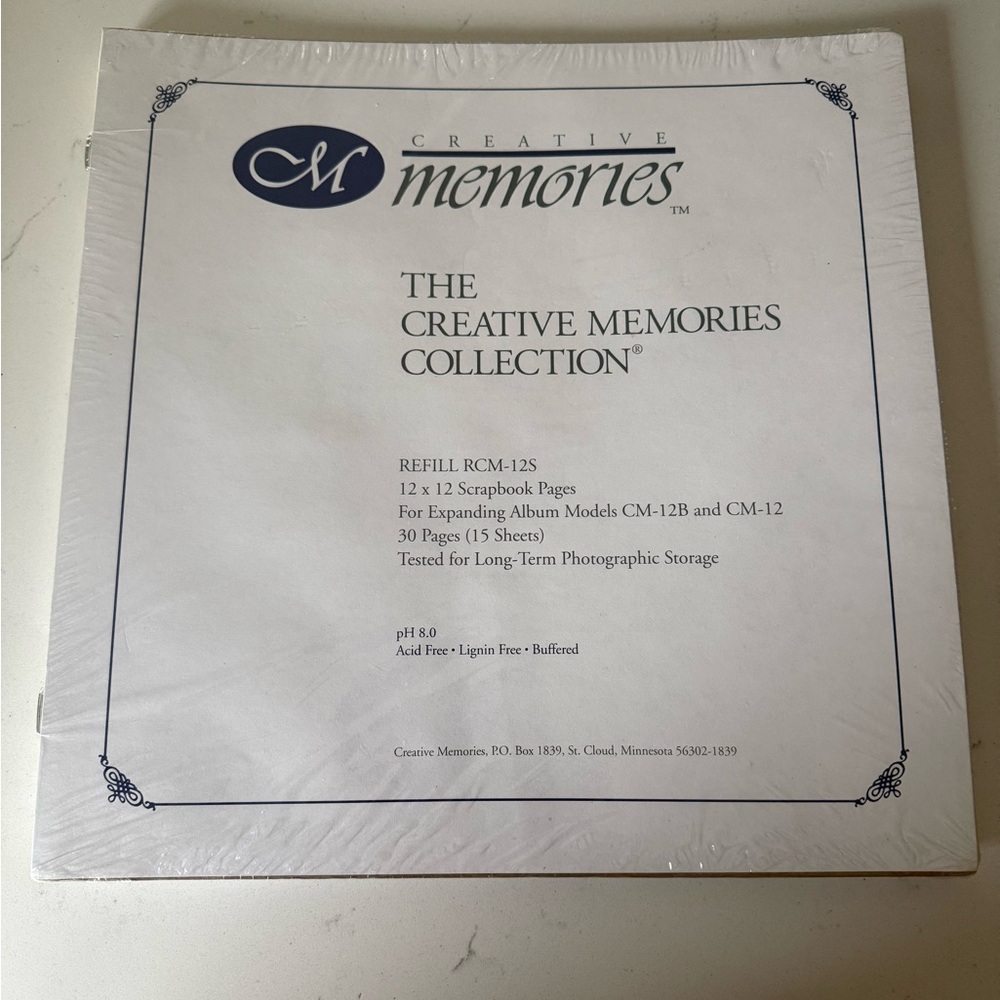 CM
CREATIVE
memories™
THE
CREATIVE MEMORIES
COLLECTION®
REFILL RCM-12S
12 x 12 Scrapbook Pages
For Expanding Album Models CM-12B and CM-12
30 Pages (15 Sheets)
Tested for Long-Term Photographic Storage
pH 8.0
Acid Free • Lignin Free • Buffered
Creative Memories, P.O. Box 1839, St. Cloud, Minnesota 56302-1839